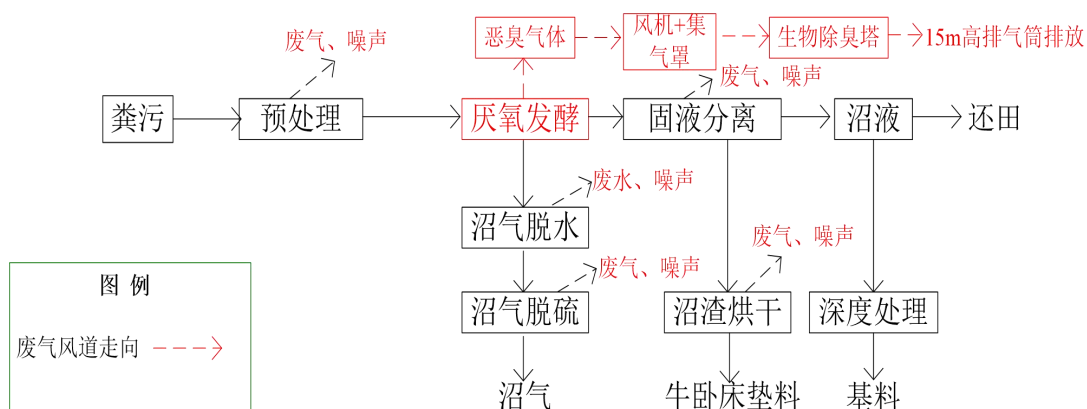 废气、噪声
恶臭气体
风机+集
气罩
生物除臭塔
15m高排气筒排放
废气、噪声
粪污
预处理
厌氧发酵
固液分离
沼液
还田
废水、噪声
沼气脱水
废气、噪声
废气、噪声
沼气脱硫
沼渣烘干
深度处理
沼气
牛卧床垫料
基料
图 例
废气风道走向